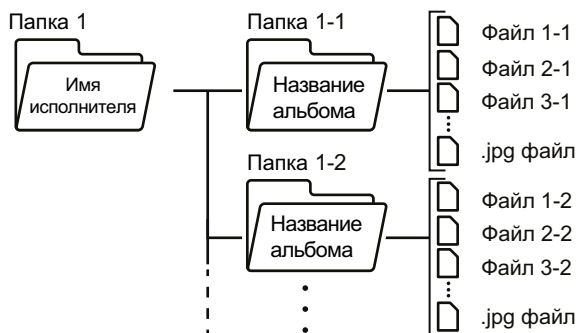 Папка 1
Имя
исполнителя
Папка 1-1
Название
альбома
Файл 1-1
Файл 2-1
Файл 3-1
.jpg файл
Папка 1-2
Название
альбома
Файл 1-2
Файл 2-2
Файл 3-2
.jpg файл